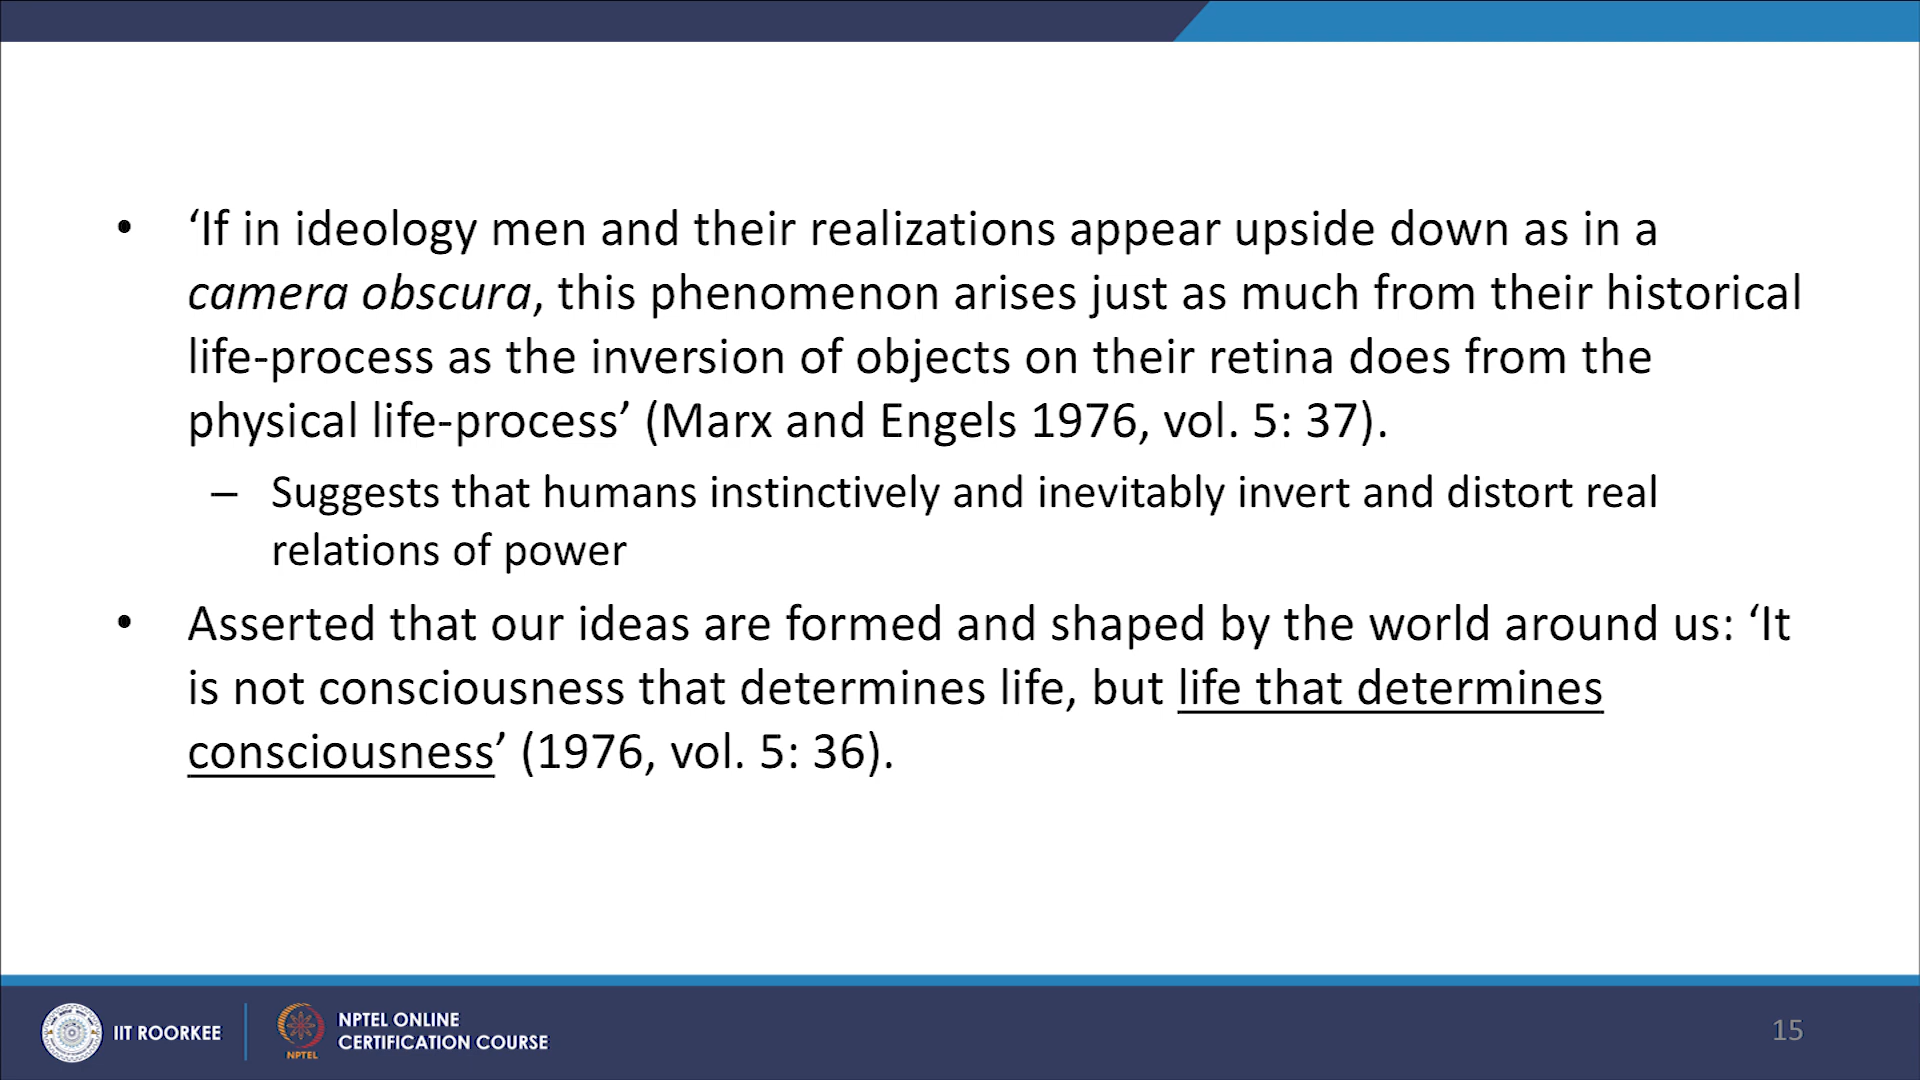 • ‘If in ideology men and their realizations appear upside down as in a
camera obscura, this phenomenon arises just as much from their historical
life-process as the inversion of objects on their retina does from the
physical life-process’ (Marx and Engels 1976, vol. 5: 37).
– Suggests that humans instinctively and inevitably invert and distort real
relations of power
• Asserted that our ideas are formed and shaped by the world around us: ‘It
is not consciousness that determines life, but life that determines
consciousness’ (1976, vol. 5: 36).
IIT ROORKEE
NPTEL
NPTEL ONLINE
CERTIFICATION COURSE
15